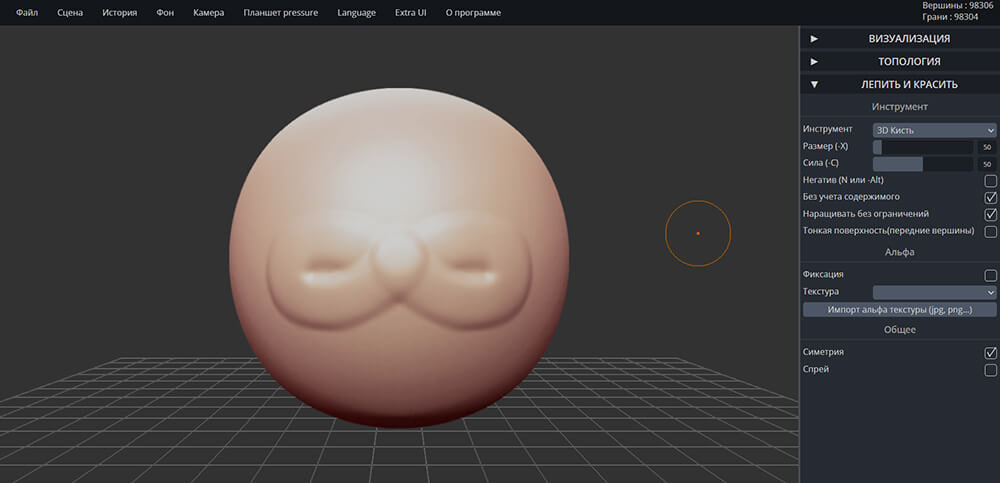 Файл Сцена История Фон Камера Планшет pressure Language Extra UI О программе
Вершины : 98306
Грани : 98304
ВИЗУАЛИЗАЦИЯ
ТОПОЛОГИЯ
ЛЕПИТЬ И КРАСИТЬ
Инструмент
Инструмент 3D Кисть
Размер (-X) 50
Сила (-C) 50
Негатив (N или -Alt)
Без учета содержимого
Наращивать без ограничений
Тонкая поверхность(передние вершины)
Альфа
Фиксация
Текстура
Импорт альфа текстуры (jpg, png...)
Общее
Симетрия
Спрей